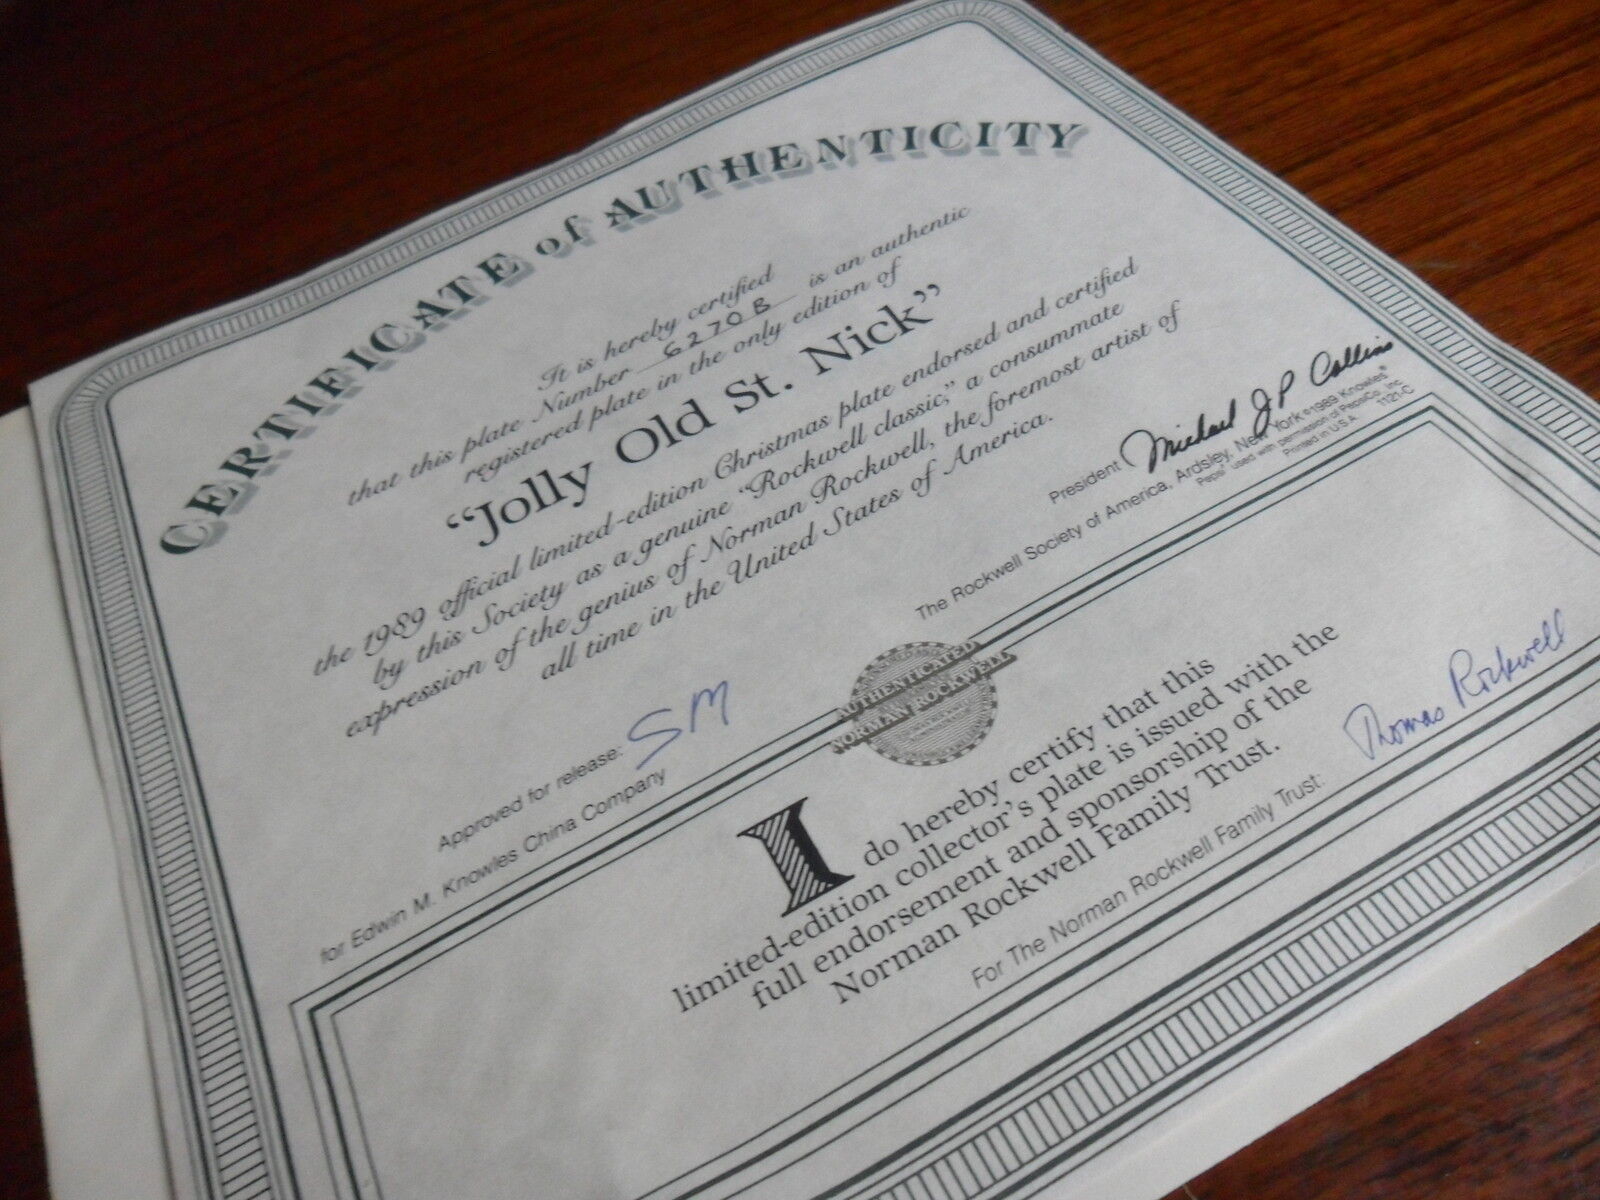 CERTIFICATE of AUTHENTICITY
It is hereby certified
that this plate Number 6270B is an authentic
registered plate in the only edition of
“Jolly Old St. Nick”
the 1989 official limited-edition Christmas plate endorsed and certified
by this Society as a genuine “Rockwell classic,” a consummate
expression of the genius of Norman Rockwell, the foremost artist of
all time in the United States of America.
Approved for release: SM
for Edwin M. Knowles China Company
President Michael J P Collins
The Rockwell Society of America, Ardsley, New York ©1989 Knowles®
Pepsi® used with permission of PepsiCo, Inc.
Printed in U.S.A. 1121-C
AUTHENTICATED
NORMAN ROCKWELL
I do hereby certify that this
limited-edition collector's plate is issued with the
full endorsement and sponsorship of the
Norman Rockwell Family Trust.
For The Norman Rockwell Family Trust: Thomas Rockwell